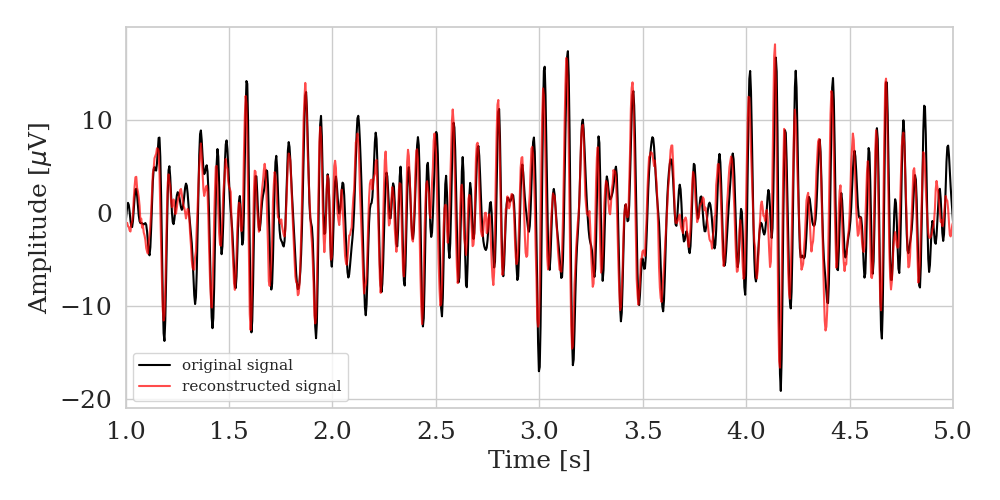 Amplitude [μV]
10
0
−10
−20
original signal
reconstructed signal
1.0 1.5 2.0 2.5 3.0 3.5 4.0 4.5 5.0
Time [s]